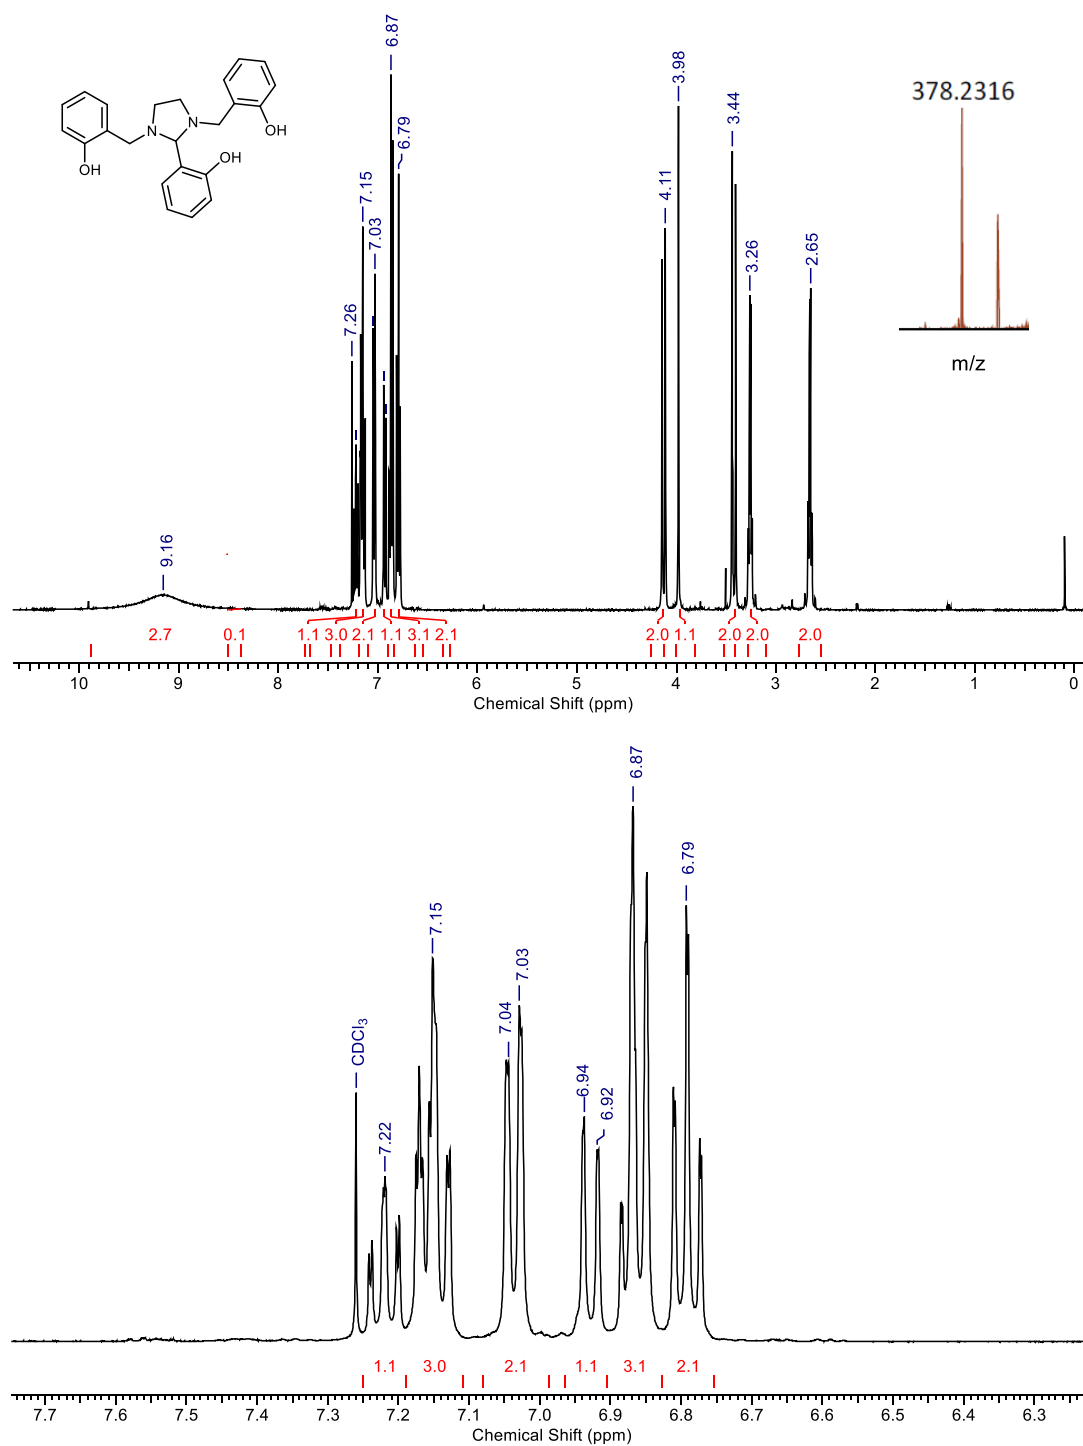 6.87
3.98
378.2316
3.44
6.79
4.11
7.15
7.03
3.26
2.65
7.26
9.16
N
N
OH
OH
OH
m/z
2.7 0.1 1.1 3.0 2.1 1.1 3.1 2.1 2.0 1.1 2.0 2.0 2.0
10 9 8 7 6 5 4 3 2 1 0
Chemical Shift (ppm)
6.87
6.79
7.15
7.03
7.04
CDCl3
6.94
6.92
7.22
1.1 3.0 2.1 1.1 3.1 2.1
7.7 7.6 7.5 7.4 7.3 7.2 7.1 7.0 6.9 6.8 6.7 6.6 6.5 6.4 6.3
Chemical Shift (ppm)